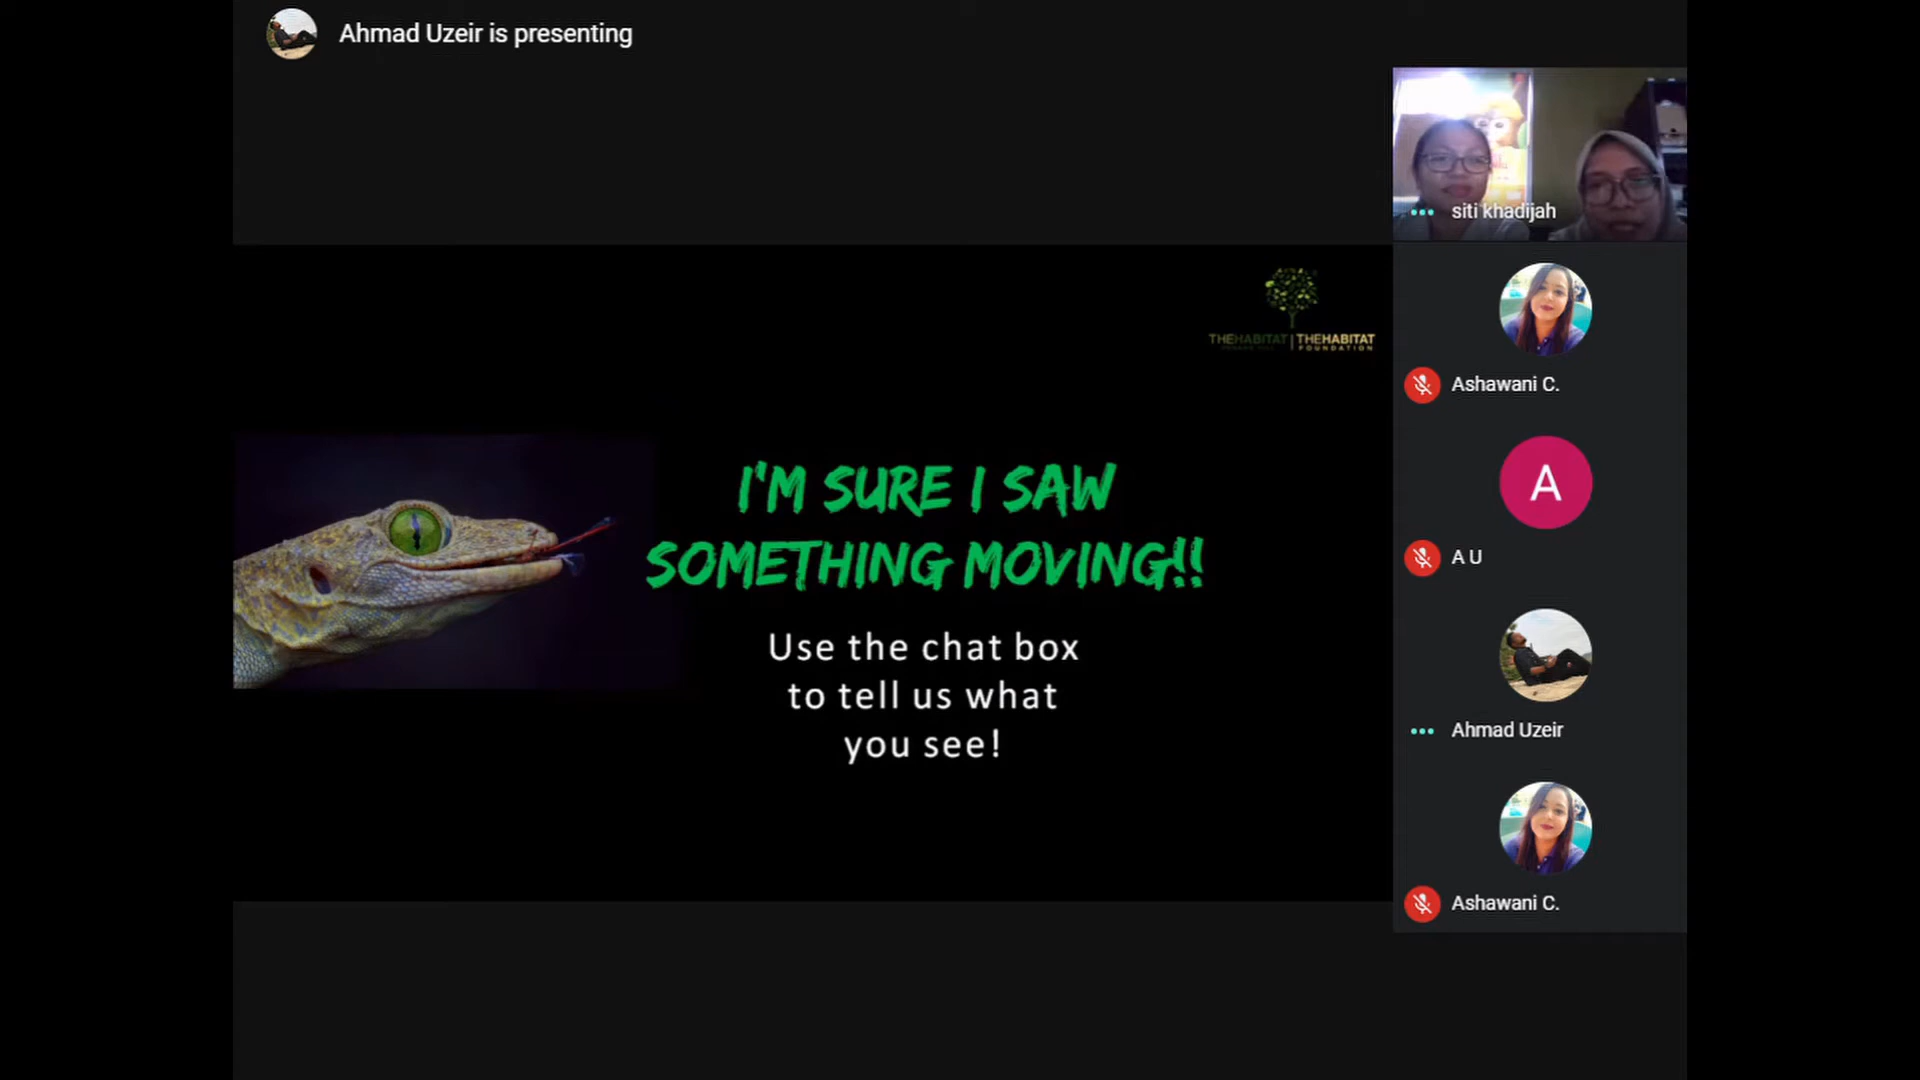 Ahmad Uzeir is presenting
siti khadijah
THEHABITAT | THEHABITAT
FOUNDATION
Ashawani C.
I'M SURE I SAW
SOMETHING MOVING!!
A
A U
Use the chat box
to tell us what
you see!
Ahmad Uzeir
Ashawani C.